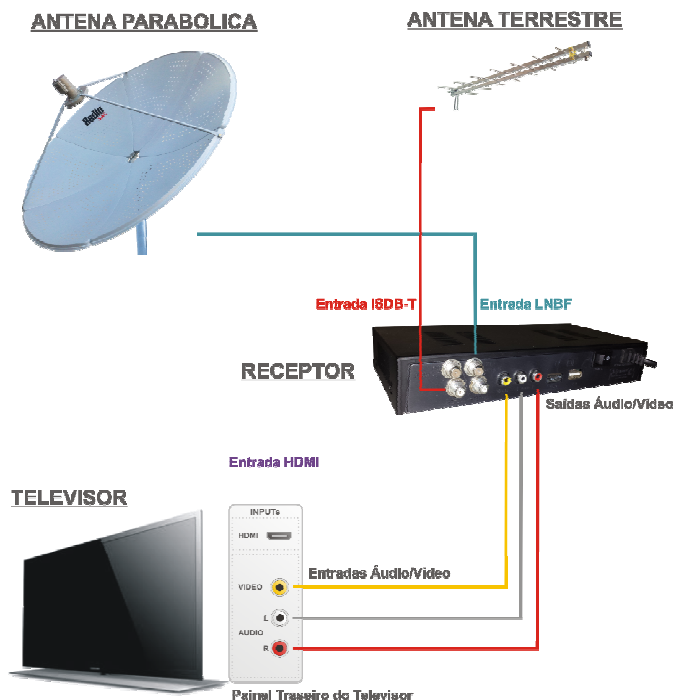 ANTENA PARABOLICA
ANTENA TERRESTRE
Entrada ISDB-T
Entrada LNBF
RECEPTOR
Saídas Áudio/Vídeo
Entrada HDMI
TELEVISOR
INPUTs
HDMI
Entradas Áudio/Vídeo
VIDEO
L
AUDIO
R
Painel Traseiro do Televisor